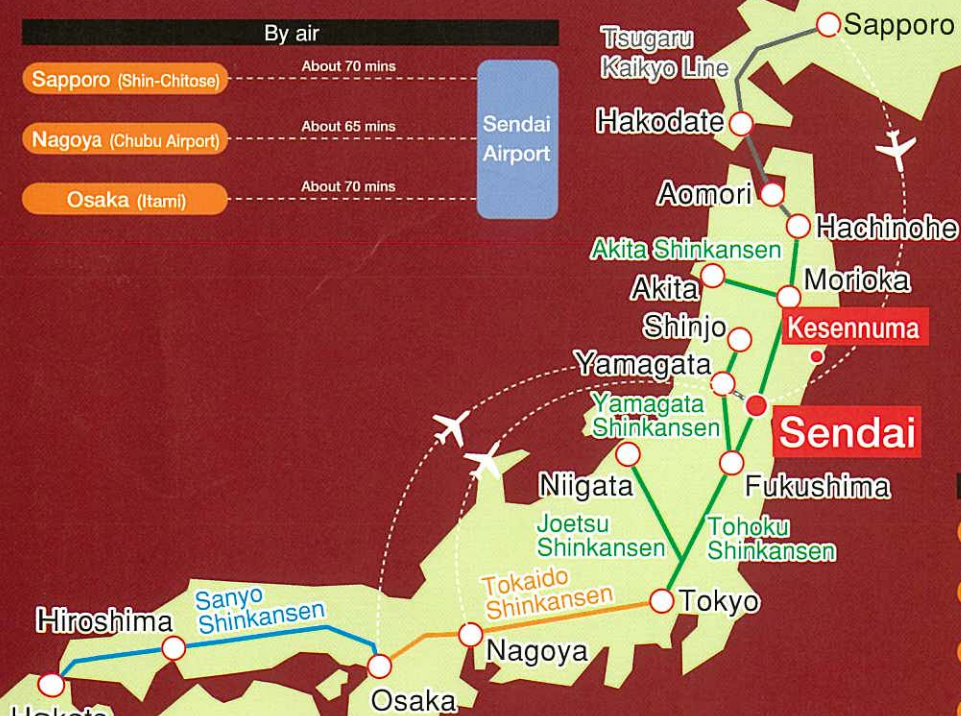 By air
Sapporo (Shin-Chitose)
About 70 mins
Nagoya (Chubu Airport)
About 65 mins
Osaka (Itami)
About 70 mins
Sendai
Airport
Sapporo
Tsugaru
Kaikyo Line
Hakodate
Aomori
Hachinohe
Akita Shinkansen
Akita
Morioka
Shinjo
Kesennuma
Yamagata
Yamagata
Shinkansen
Sendai
Niigata
Fukushima
Joetsu
Shinkansen
Tohoku
Shinkansen
Tokaido
Shinkansen
Tokyo
Sanyo
Shinkansen
Hiroshima
Nagoya
Osaka
Hakata